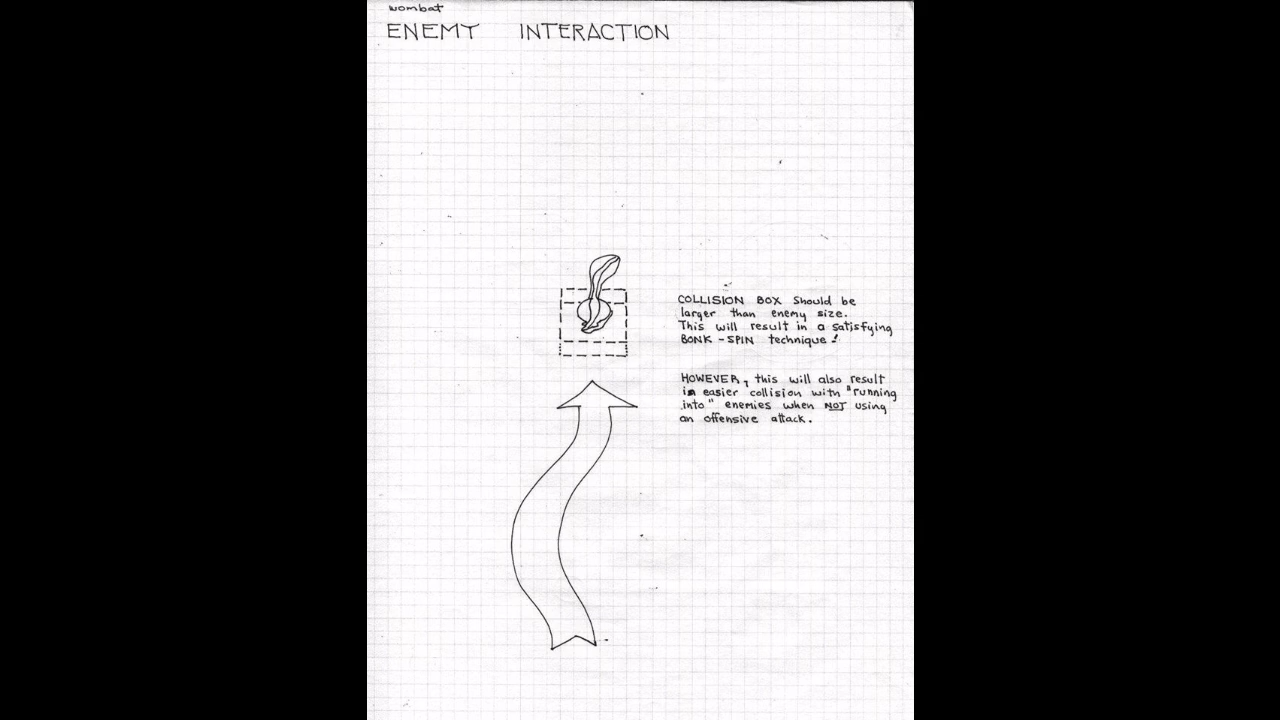 wombat
ENEMY INTERACTION
COLLISION BOX should be
larger than enemy size.
This will result in a satisfying
BONK-SPIN technique!
HOWEVER, this will also result
in easier collision with "running
into" enemies when NOT using
an offensive attack.